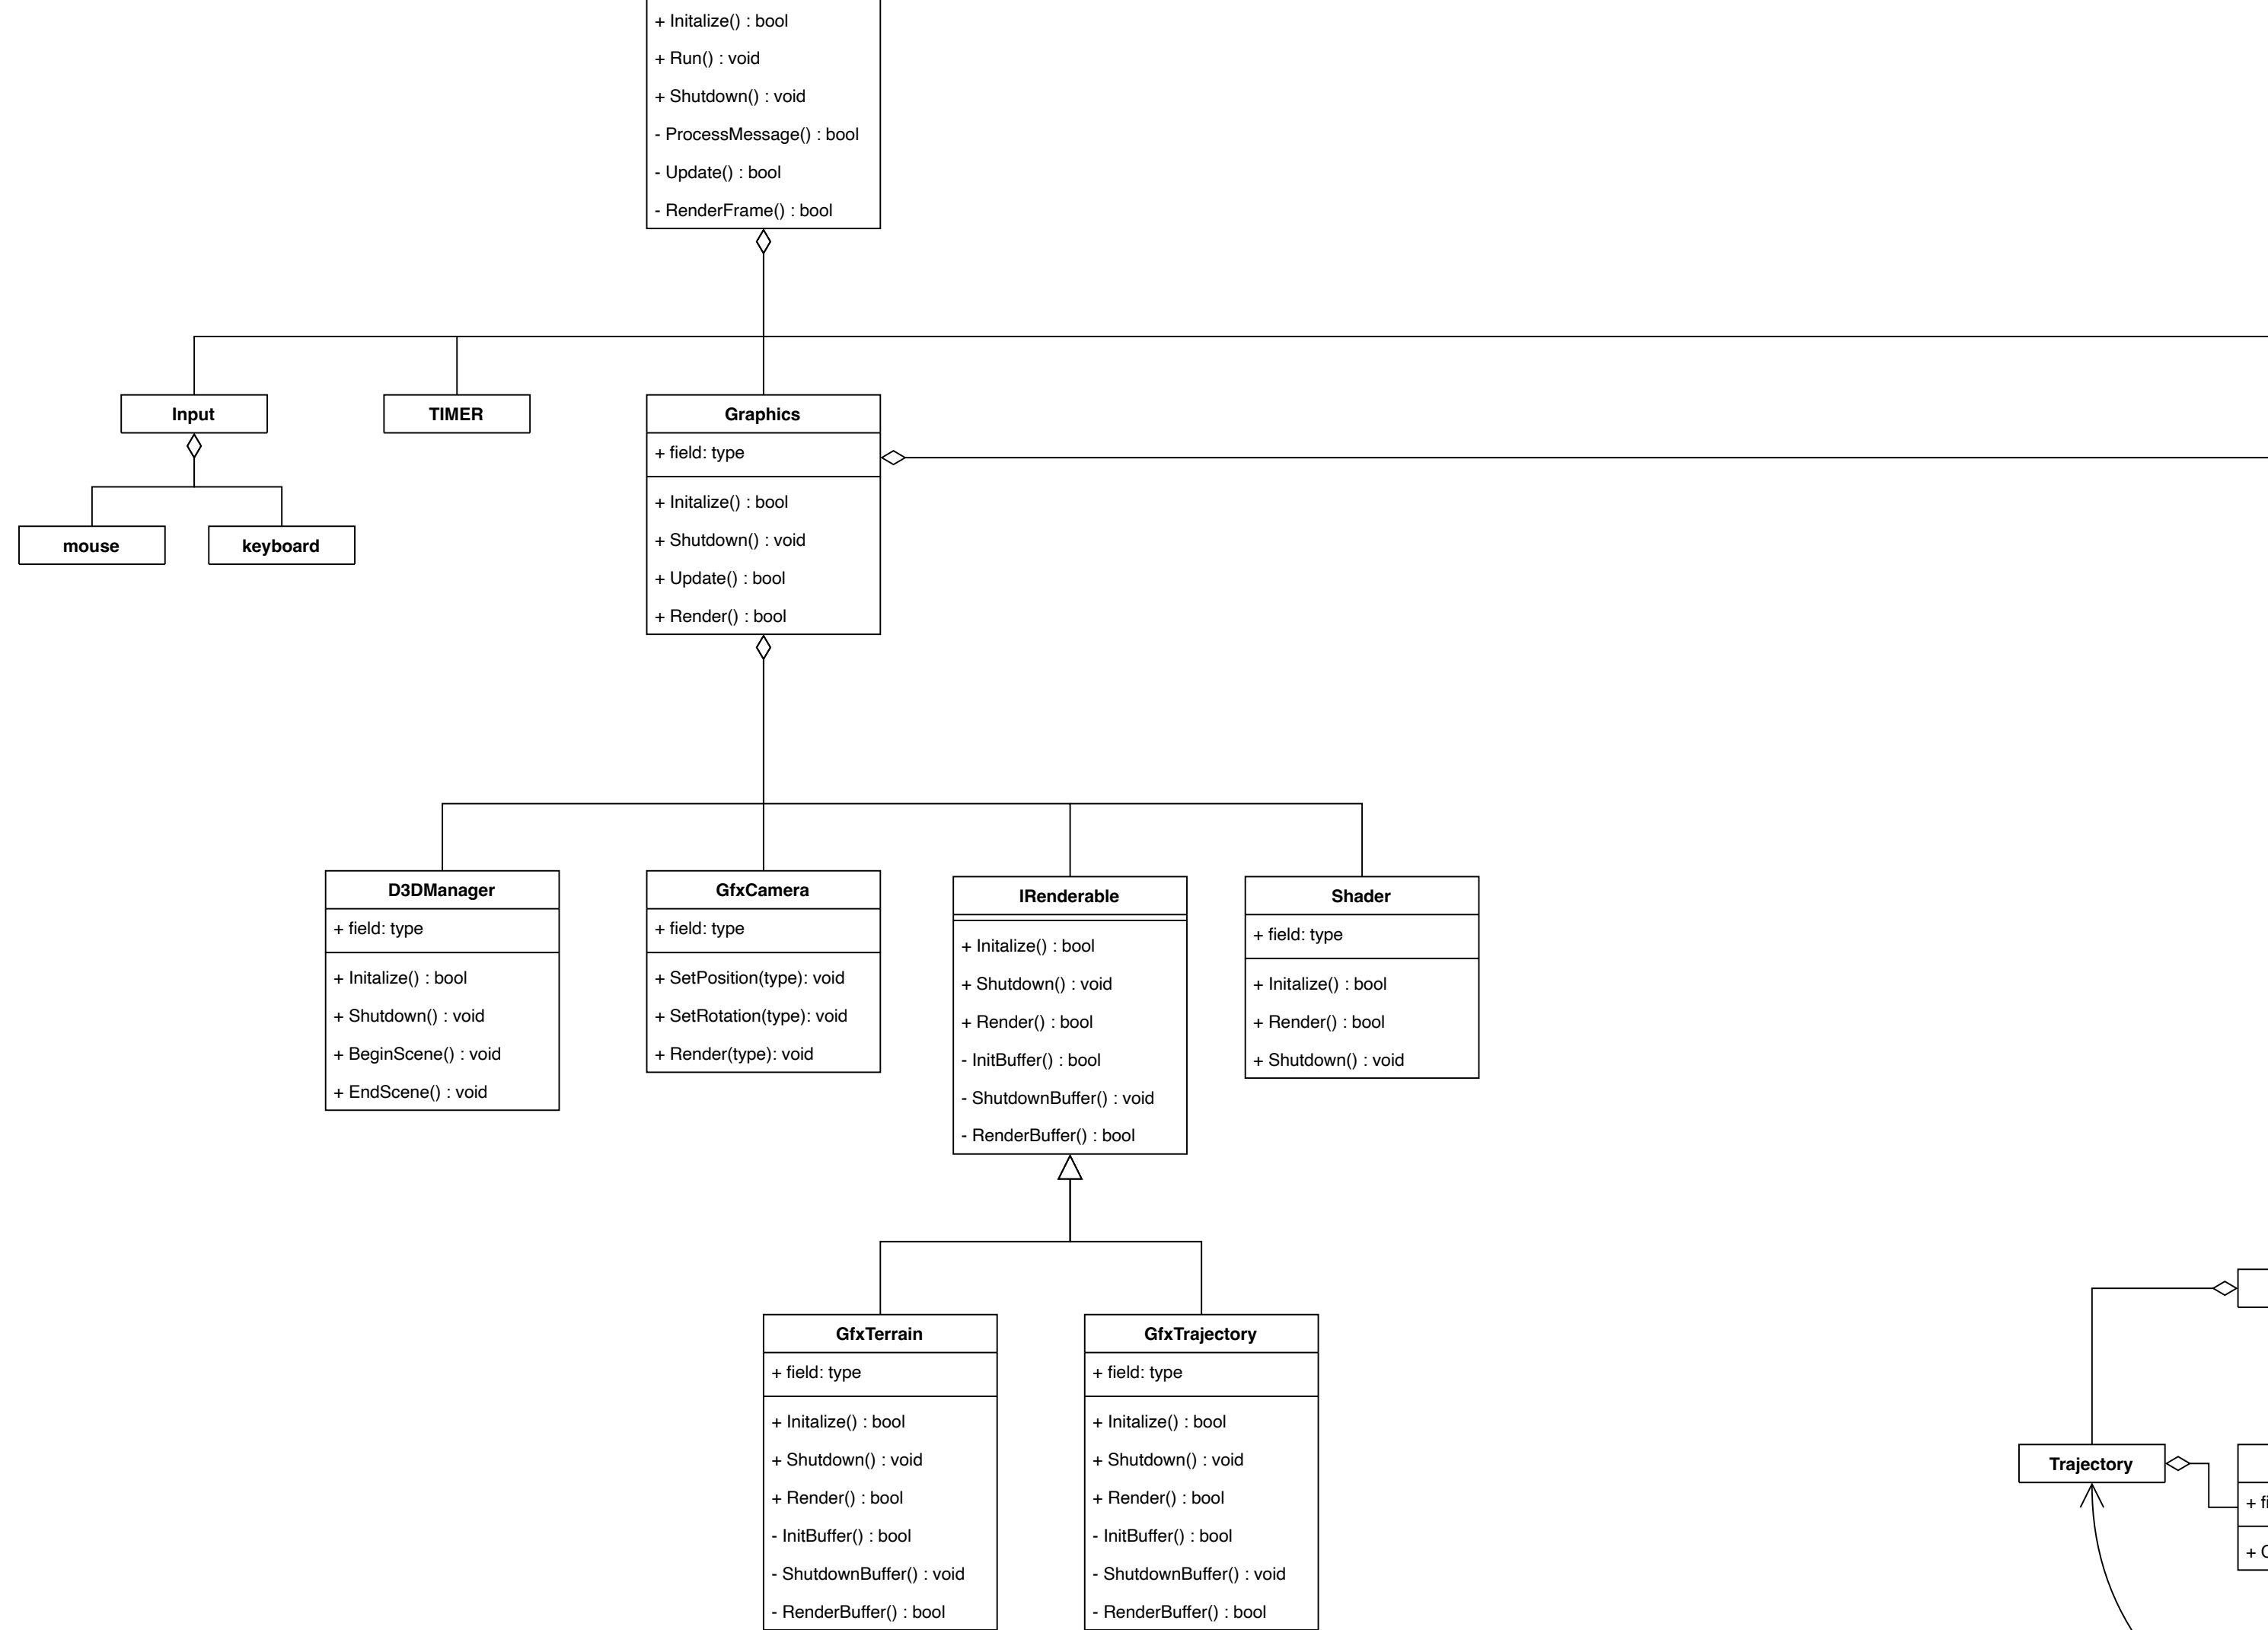 + Initalize() : bool
+ Run() : void
+ Shutdown() : void
- ProcessMessage() : bool
- Update() : bool
- RenderFrame() : bool
Input
TIMER
mouse
keyboard
Graphics
+ field: type
+ Initalize() : bool
+ Shutdown() : void
+ Update() : bool
+ Render() : bool
D3DManager
+ field: type
+ Initalize() : bool
+ Shutdown() : void
+ BeginScene() : void
+ EndScene() : void
GfxCamera
+ field: type
+ SetPosition(type): void
+ SetRotation(type): void
+ Render(type): void
IRenderable
+ Initalize() : bool
+ Shutdown() : void
+ Render() : bool
- InitBuffer() : bool
- ShutdownBuffer() : void
- RenderBuffer() : bool
Shader
+ field: type
+ Initalize() : bool
+ Render() : bool
+ Shutdown() : void
GfxTerrain
+ field: type
+ Initalize() : bool
+ Shutdown() : void
+ Render() : bool
- InitBuffer() : bool
- ShutdownBuffer() : void
- RenderBuffer() : bool
GfxTrajectory
+ field: type
+ Initalize() : bool
+ Shutdown() : void
+ Render() : bool
- InitBuffer() : bool
- ShutdownBuffer() : void
- RenderBuffer() : bool
Trajectory